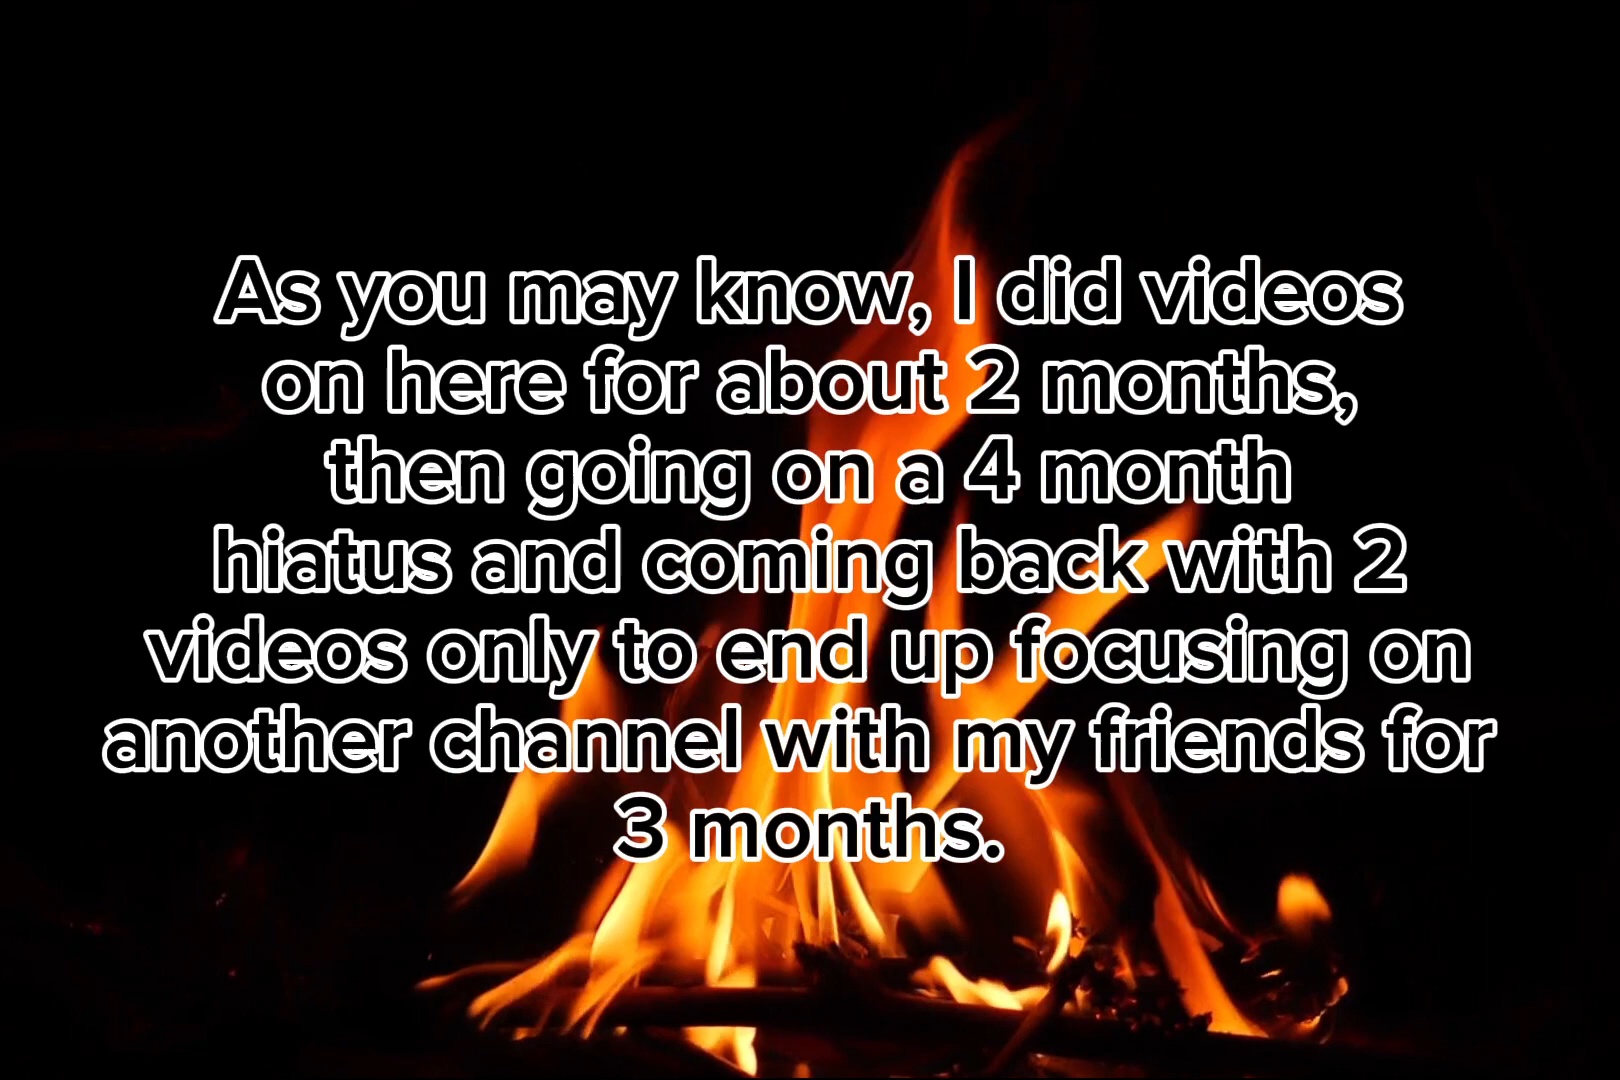 As you may know, I did videos
on here for about 2 months,
then going on a 4 month
hiatus and coming back with 2
videos only to end up focusing on
another channel with my friends for
3 months.